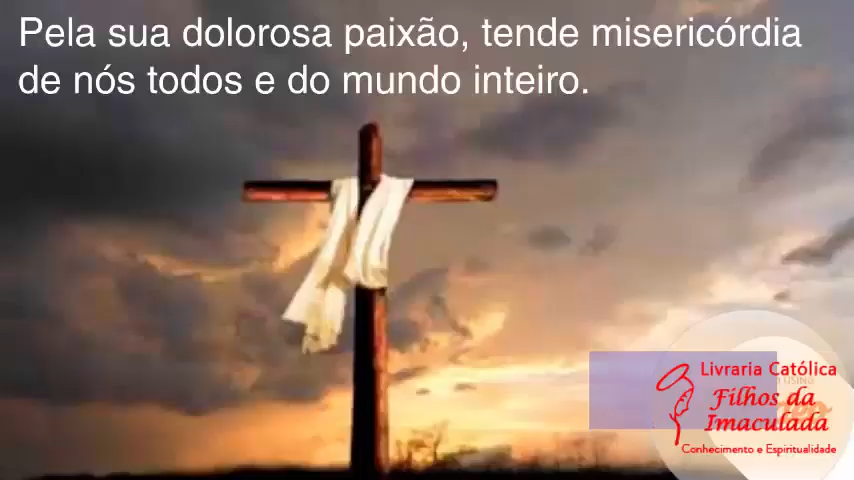 Pela sua dolorosa paixão, tende misericórdia
de nós todos e do mundo inteiro.
Livraria Católica
Filhos da
Imaculada
Conhecimento e Espiritualidade